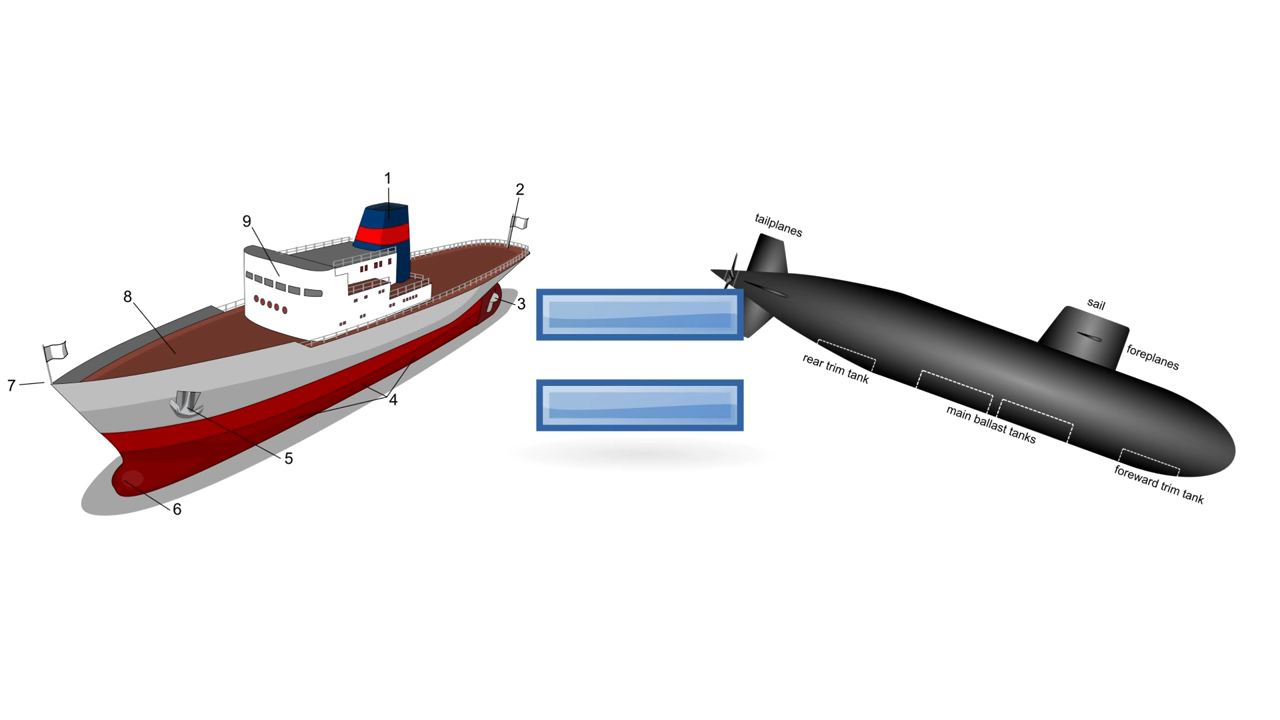 1
2
9
8
3
7
4
5
6
tailplanes
sail
foreplanes
rear trim tank
main ballast tanks
foreward trim tank